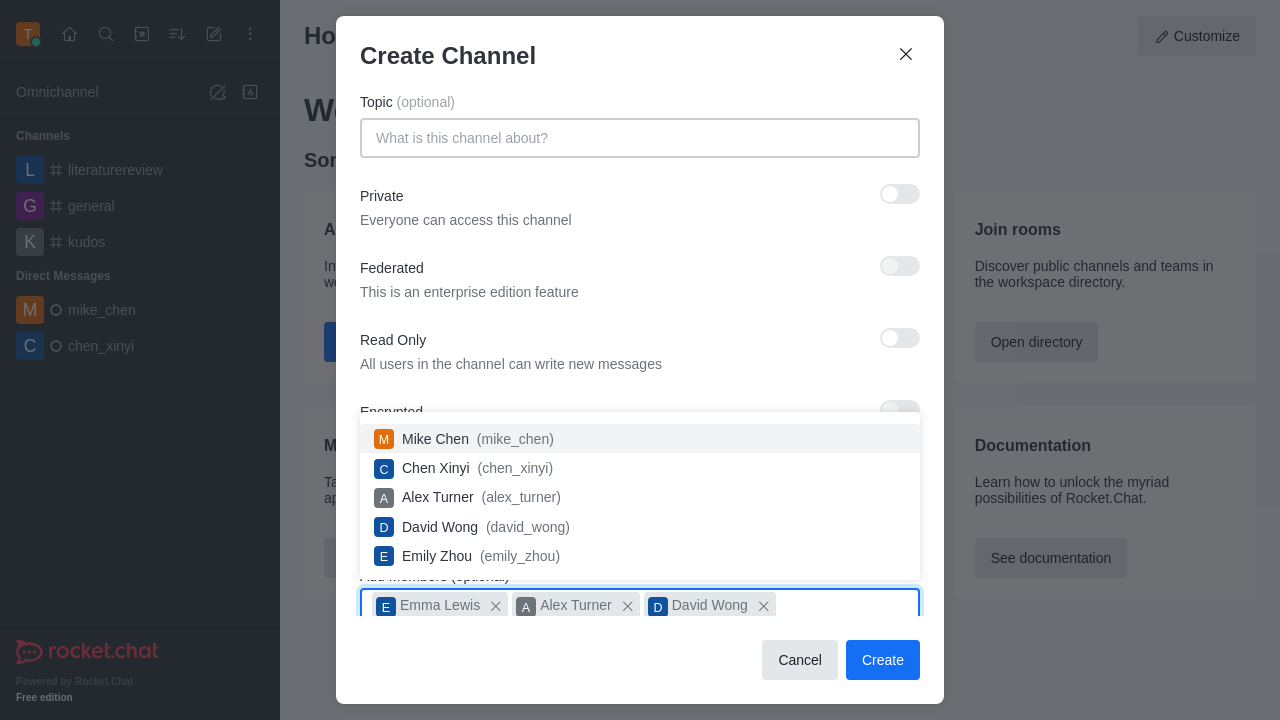 T
Ho
Customize
Create Channel
Omnichannel
Topic (optional)
What is this channel about?
Channels
L literaturereview
G general
K kudos
Direct Messages
M mike_chen
C chen_xinyi
Private
Everyone can access this channel
Federated
This is an enterprise edition feature
Read Only
All users in the channel can write new messages
Encrypted
M Mike Chen (mike_chen)
C Chen Xinyi (chen_xinyi)
A Alex Turner (alex_turner)
D David Wong (david_wong)
E Emily Zhou (emily_zhou)
Add members (optional)
E Emma Lewis A Alex Turner D David Wong
Cancel Create
Join rooms
Discover public channels and teams in
the workspace directory.
Open directory
Documentation
Learn how to unlock the myriad
possibilities of Rocket.Chat.
See documentation
rocket.chat
Powered by Rocket.Chat
Free edition